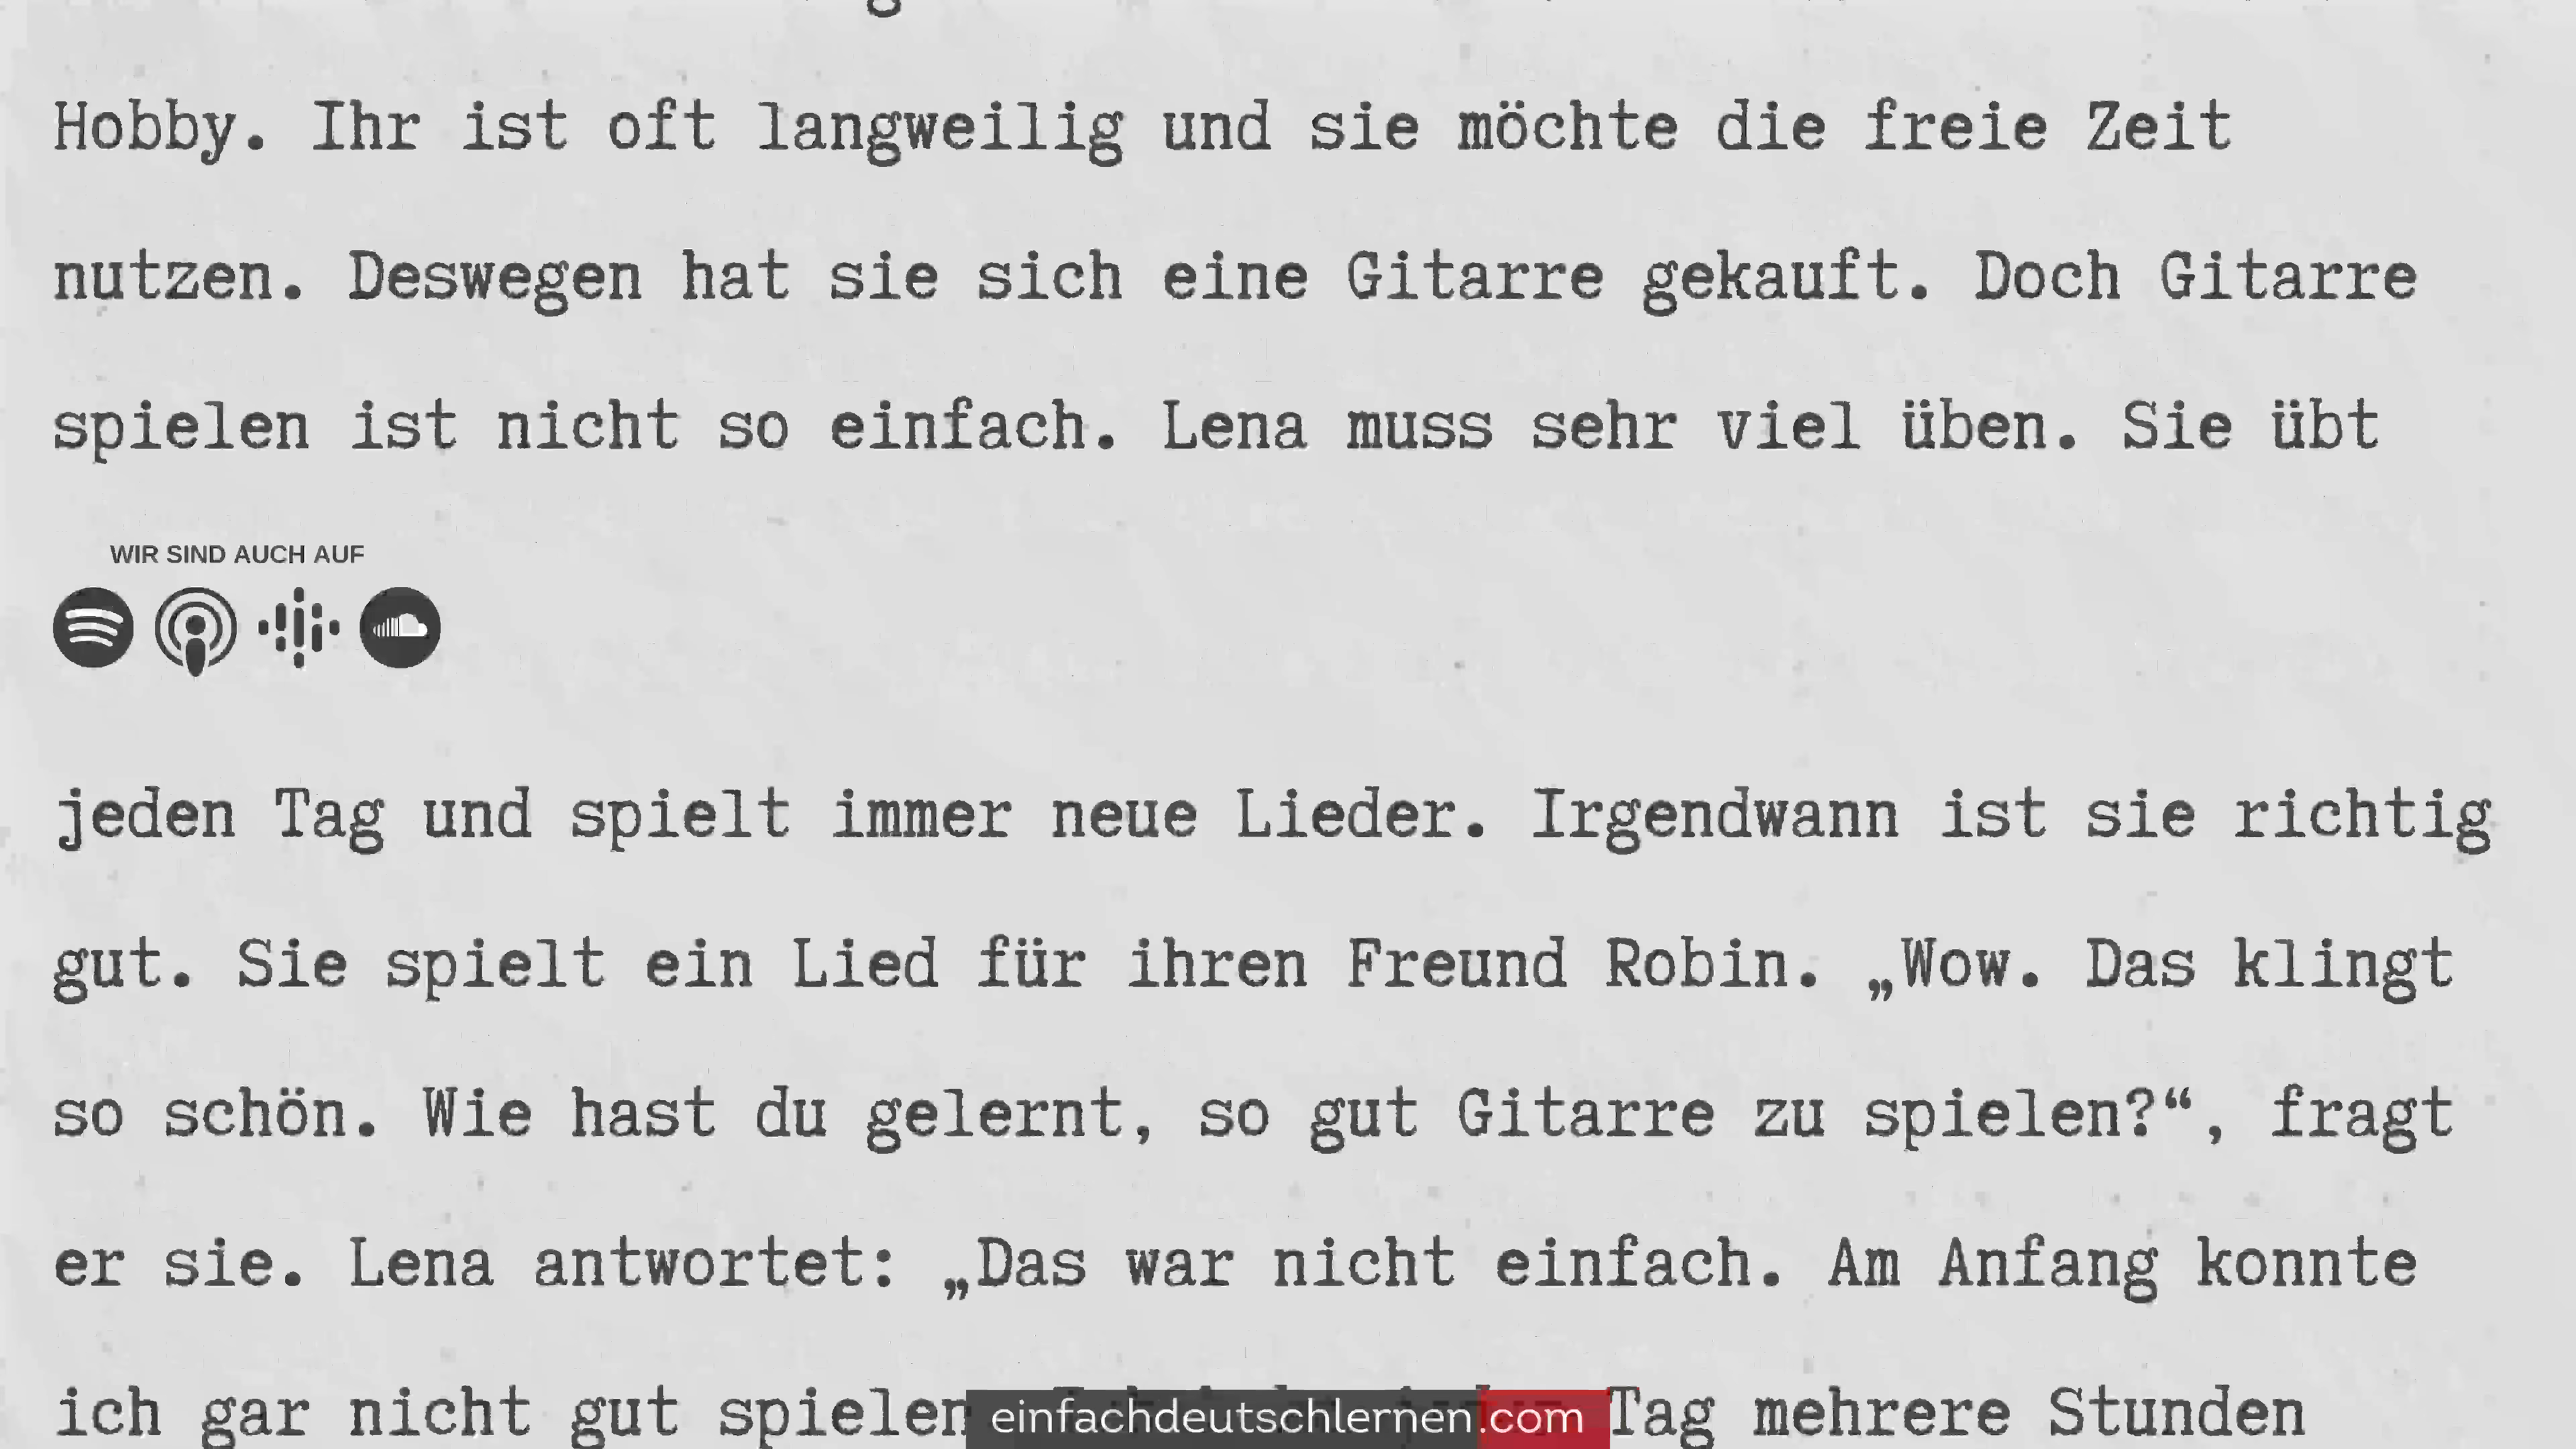 Hobby. Ihr ist oft langweilig und sie möchte die freie Zeit
nutzen. Deswegen hat sie sich eine Gitarre gekauft. Doch Gitarre
spielen ist nicht so einfach. Lena muss sehr viel üben. Sie übt
WIR SIND AUCH AUF
jeden Tag und spielt immer neue Lieder. Irgendwann ist sie richtig
gut. Sie spielt ein Lied für ihren Freund Robin. „Wow. Das klingt
so schön. Wie hast du gelernt, so gut Gitarre zu spielen?“, fragt
er sie. Lena antwortet: „Das war nicht einfach. Am Anfang konnte
ich gar nicht gut spielen Tag mehrere Stunden
einfachdeutschlernen.com